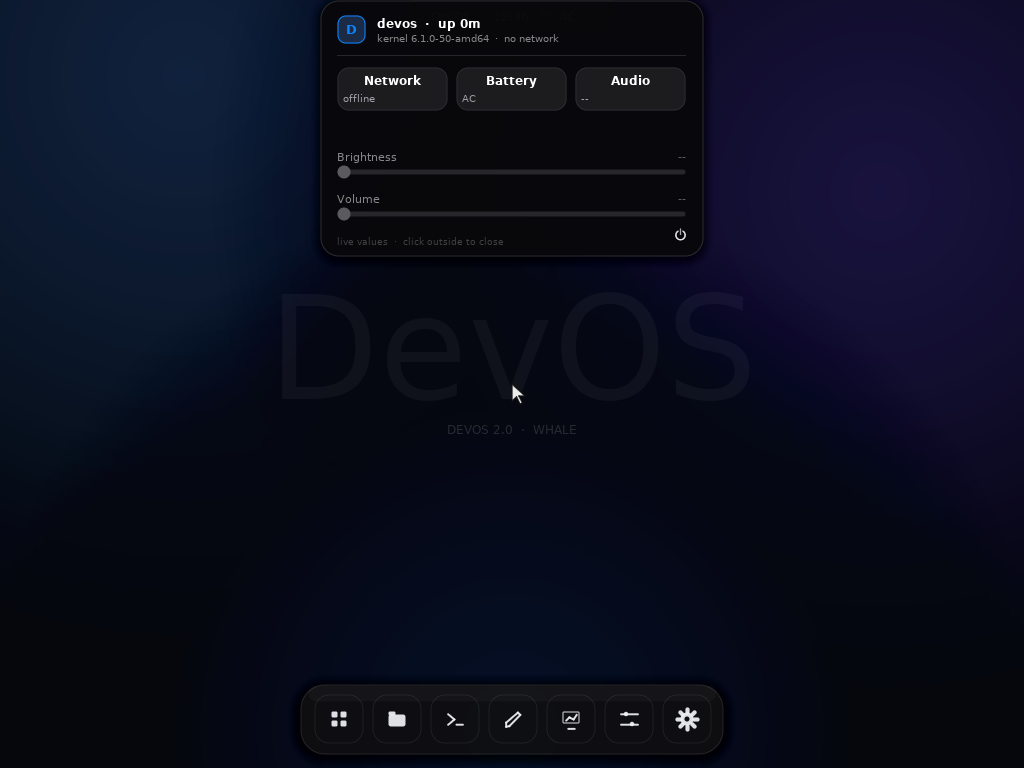 D
devos · up 0m
kernel 6.1.0-50-amd64 · no network
Network
offline
Battery
AC
Audio
--
Brightness --
Volume --
live values · click outside to close
DevOS
DEVOS 2.0 · WHALE